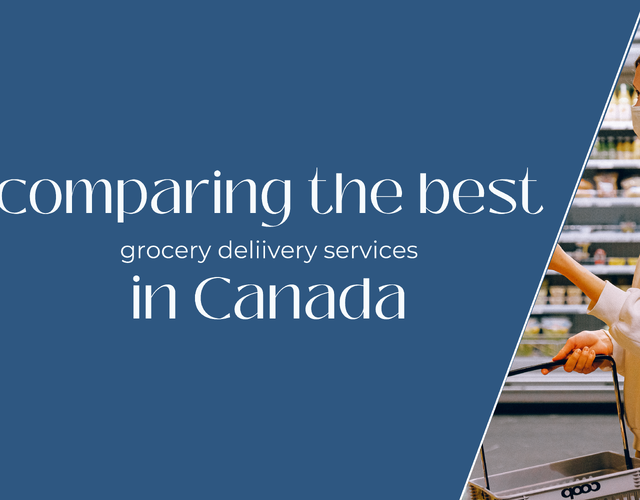 comparing the best
grocery deliivery services
in Canada